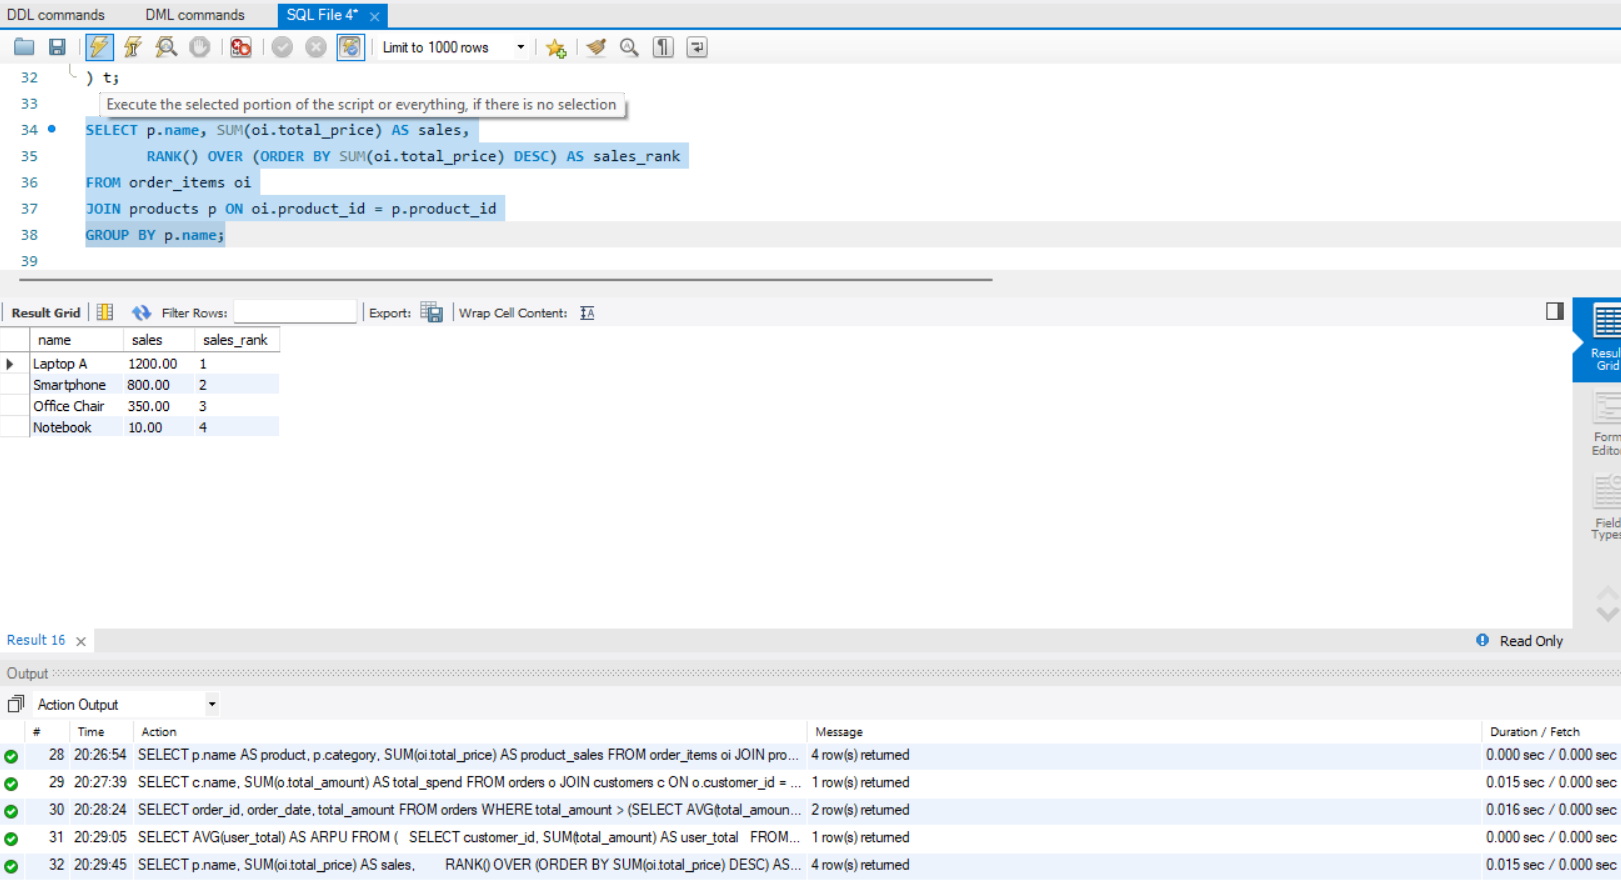 DDL commands DML commands SQL File 4*
Limit to 1000 rows
32 ) t;
33
Execute the selected portion of the script or everything, if there is no selection
34 SELECT p.name, SUM(oi.total_price) AS sales,
35 RANK() OVER (ORDER BY SUM(oi.total_price) DESC) AS sales_rank
36 FROM order_items oi
37 JOIN products p ON oi.product_id = p.product_id
38 GROUP BY p.name;
39
Result Grid Filter Rows: Export: Wrap Cell Content: IA
name sales sales_rank
Laptop A 1200.00 1
Smartphone 800.00 2
Office Chair 350.00 3
Notebook 10.00 4
Resul
Grid
Form
Edito
Field
Types
Result 16 Read Only
Output
Action Output
# Time Action Message Duration / Fetch
28 20:26:54 SELECT p.name AS product, p.category, SUM(oi.total_price) AS product_sales FROM order_items oi JOIN pro... 4 row(s) returned 0.000 sec / 0.000 sec
29 20:27:39 SELECT c.name, SUM(o.total_amount) AS total_spend FROM orders o JOIN customers c ON o.customer_id = ... 1 row(s) returned 0.015 sec / 0.000 sec
30 20:28:24 SELECT order_id, order_date, total_amount FROM orders WHERE total_amount > (SELECT AVG(total_amoun... 2 row(s) returned 0.016 sec / 0.000 sec
31 20:29:05 SELECT AVG(user_total) AS ARPU FROM ( SELECT customer_id, SUM(total_amount) AS user_total FROM... 1 row(s) returned 0.000 sec / 0.000 sec
32 20:29:45 SELECT p.name, SUM(oi.total_price) AS sales, RANK() OVER (ORDER BY SUM(oi.total_price) DESC) AS... 4 row(s) returned 0.015 sec / 0.000 sec